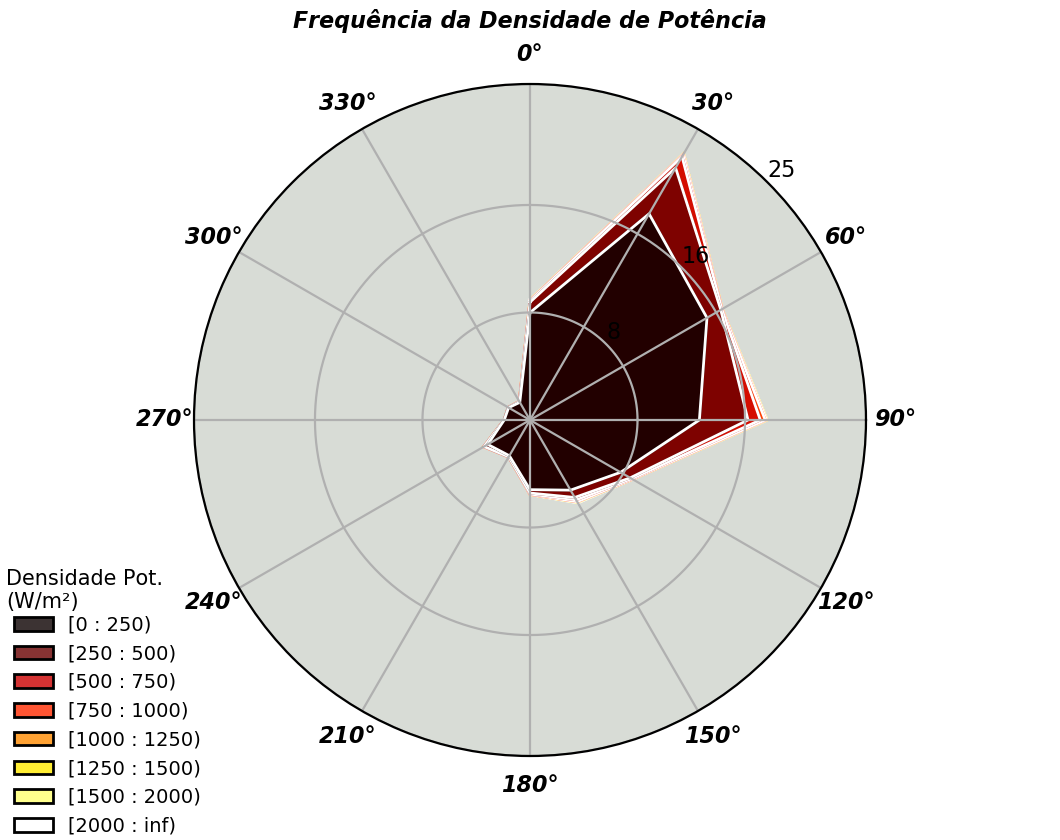 Frequência da Densidade de Potência
0°
330°
30°
25
300°
60°
16
8
270°
90°
240°
120°
210°
150°
180°
Densidade Pot.
(W/m²)
[0 : 250)
[250 : 500)
[500 : 750)
[750 : 1000)
[1000 : 1250)
[1250 : 1500)
[1500 : 2000)
[2000 : inf)